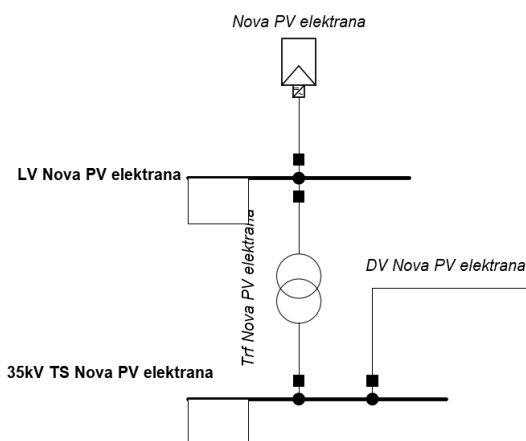 Nova PV elektrana
LV Nova PV elektrana
Trf Nova PV elektrana
DV Nova PV elektrana
35kV TS Nova PV elektrana